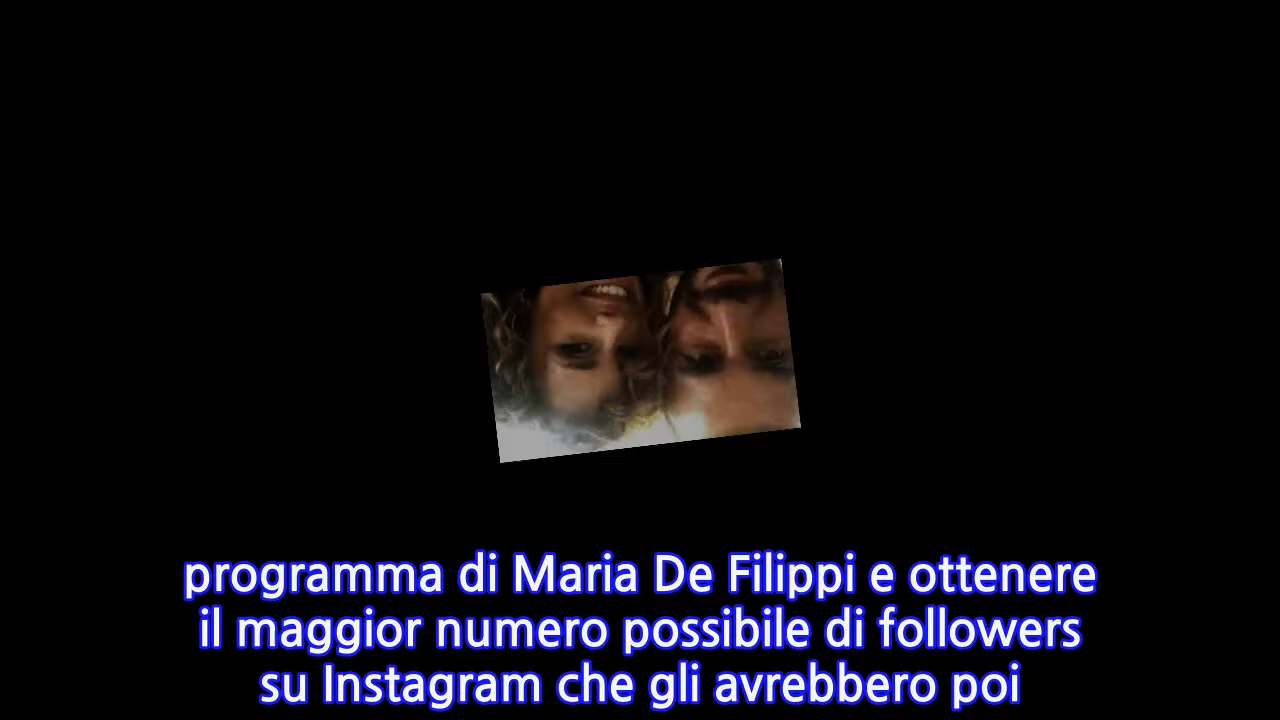 programma di Maria De Filippi e ottenere
il maggior numero possibile di followers
su Instagram che gli avrebbero poi